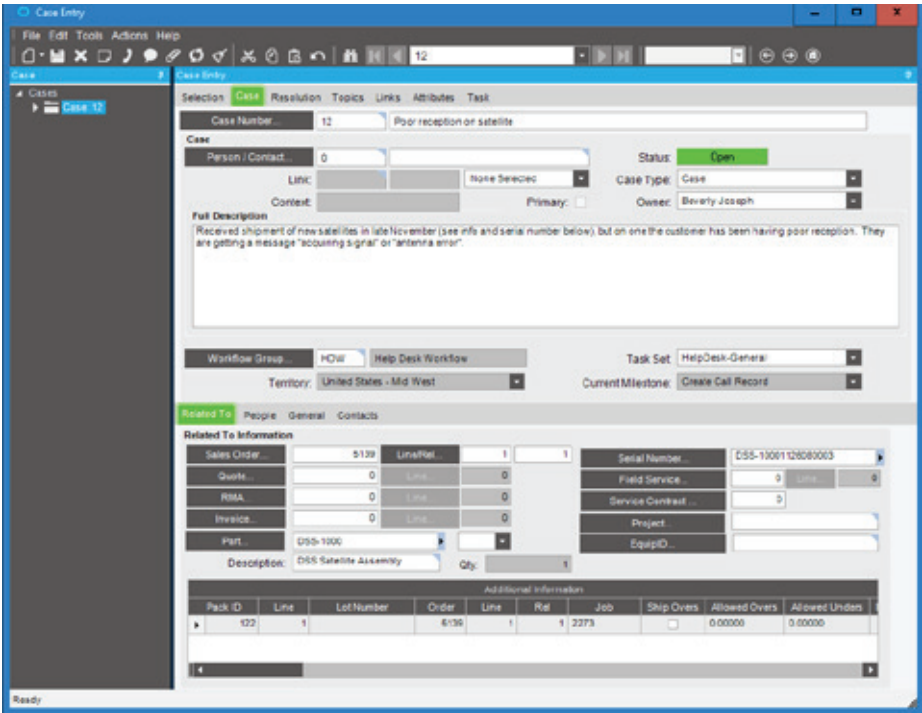 Case Entry
File Edit Tools Actions Help
12
Case
Case Entry
Cases
Case 12
Selection Case Resolution Topics Links Attributes Task
Case Number... 12 Poor reception on satellite
Case
Person / Contact... 0 Status: Open
Link: None Selected Case Type: Case
Context: Primary: Owner: Beverly Joseph
Full Description
Received shipment of new satellites in late November (see info and serial number below), but on one the customer has been having poor reception. They
are getting a message "acquiring signal" or "antenna error".
Workflow Group... HDW Help Desk Workflow Task Set: HelpDesk-General
Territory: United States - Mid West Current Milestone: Create Call Record
Related To People General Contacts
Related To Information
Sales Order... Line/Rel... 1 1 Serial Number...
Quote... 0 Line... 0 Field Service... 0 Line... 0
RMA... 0 Line... 0 Service Contract ... 0
Invoice... 0 Line... 0 Project...
Part... DSS-1000 EquipID...
Description: DSS Satellite Assembly Qty: 1
Additional Information
Pack ID Line Lot Number Order Line Rel Job Ship Overs Allowed Overs Allowed Unders
122 1 1 1 2273 0.00000 0.00000
Ready